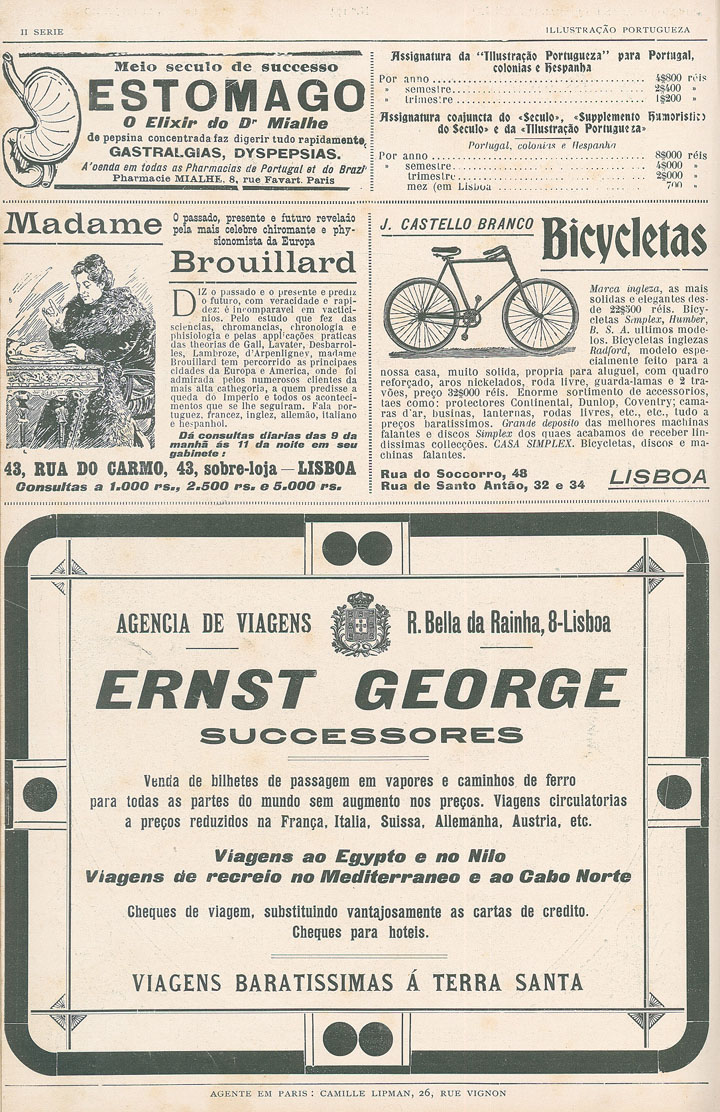 II SERIE
ILLUSTRAÇÃO PORTUGUEZA
Meio seculo de successo
ESTOMAGO
O Elixir do Dr Mialhe
de pepsina concentrada faz digerir tudo rapidamente
GASTRALGIAS, DYSPEPSIAS.
A'venda em todas as Pharmacias de Portugal et do Brazil
Pharmacie MIALHE, 8, rue Favart. Paris
Assignatura da "Illustração Portugueza" para Portugal,
colonias e Hespanha
Por anno ........................................ 4$800 réis
» semestre ........................................ 2$400 »
» trimestre ........................................ 1$200 »
Assignatura conjuncta do «Seculo», «Supplemento Humoristico
do Seculo» e da «Illustração Portugueza»
Portugal, colonias e Hespanha
Por anno ........................................ 8$000 réis
» semestre ........................................ 4$000 »
trimestre ........................................ 2$000 »
mez (em Lisboa ........................................ 700 »
Madame
Brouillard
O passado, presente e futuro revelado
pela mais celebre chiromante e phy-
sionomista da Europa
DIZ o passado e o presente e prediz
o futuro, com veracidade e rapi-
dez: é incomparavel em vactici-
nios. Pelo estudo que fez das
sciencias, chromancias, chronologia e
phisiologia e pelas applicações praticas
das theorias de Gall, Lavater, Desbarrol-
les, Lambroze, d'Arpenligney, madame
Brouillard tem percorrido as principaes
cidades da Europa e America, onde foi
admirada pelos numerosos clientes da
mais alta cathegoria, a quem predisse a
queda do Imperio e todos os aconteci-
mentos que se lhe seguiram. Fala por-
tuguez, francez, inglez, allemão, italiano
e hespanhol.
Dá consultas diarias das 9 da
manhã ás 11 da noite em seu
gabinete:
43, RUA DO CARMO, 43, sobre-loja — LISBOA
Consultas a 1.000 rs., 2.500 rs. e 5.000 rs.
J. CASTELLO BRANCO
Bicycletas
Marca ingleza, as mais
solidas e elegantes des-
de 22$500 réis. Bicy-
cletas Simplex, Humber,
B. S. A. ultimos mode-
los. Bicycletas inglezas
Radford, modelo espe-
cialmente feito para a
nossa casa, muito solida, propria para aluguel, com quadro
reforçado, aros nickelados, roda livre, guarda-lamas e 2 tra-
vões, preço 32$000 réis. Enorme sortimento de accessorios,
taes como: protectores Continental, Dunlop, Coventry; cama-
ras d'ar, businas, lanternas, rodas livres, etc., etc., tudo a
preços baratissimos. Grande deposito das melhores machinas
falantes e discos Simplex dos quaes acabamos de receber lin-
dissimas collecções. CASA SIMPLEX. Bicycletas, discos e ma-
chinas falantes.
Rua do Soccorro, 48
Rua de Santo Antão, 32 e 34
LISBOA
AGENCIA DE VIAGENS
R. Bella da Rainha, 8-Lisboa
ERNST GEORGE
SUCCESSORES
Venda de bilhetes de passagem em vapores e caminhos de ferro
para todas as partes do mundo sem augmento nos preços. Viagens circulatorias
a preços reduzidos na França, Italia, Suissa, Allemanha, Austria, etc.
Viagens ao Egypto e no Nilo
Viagens de recreio no Mediterraneo e ao Cabo Norte
Cheques de viagem, substituindo vantajosamente as cartas de credito.
Cheques para hoteis.
VIAGENS BARATISSIMAS Á TERRA SANTA
AGENTE EM PARIS: CAMILLE LIPMAN, 26, RUE VIGNON